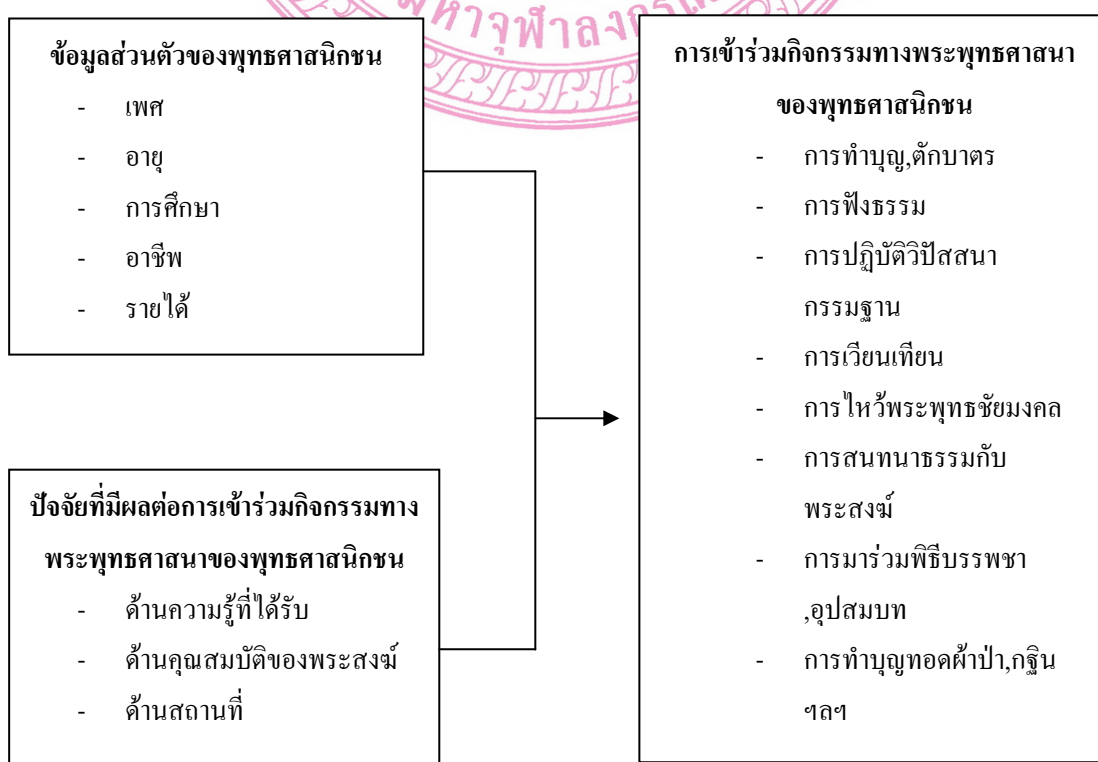 มหาจุฬาลงกรณ
ข้อมูลส่วนตัวของพุทธศาสนิกชน
- เพศ
- อายุ
- การศึกษา
- อาชีพ
- รายได้
ปัจจัยที่มีผลต่อการเข้าร่วมกิจกรรมทาง
พระพุทธศาสนาของพุทธศาสนิกชน
- ด้านความรู้ที่ได้รับ
- ด้านคุณสมบัติของพระสงฆ์
- ด้านสถานที่
การเข้าร่วมกิจกรรมทางพระพุทธศาสนา
ของพุทธศาสนิกชน
- การทำบุญ,ตักบาตร
- การฟังธรรม
- การปฏิบัติวิปัสสนา
กรรมฐาน
- การเวียนเทียน
- การไหว้พระพุทธชัยมงคล
- การสนทนาธรรมกับ
พระสงฆ์
- การมาร่วมพิธีบรรพชา
,อุปสมบท
- การทำบุญทอดผ้าป่า,กฐิน
ฯลฯ